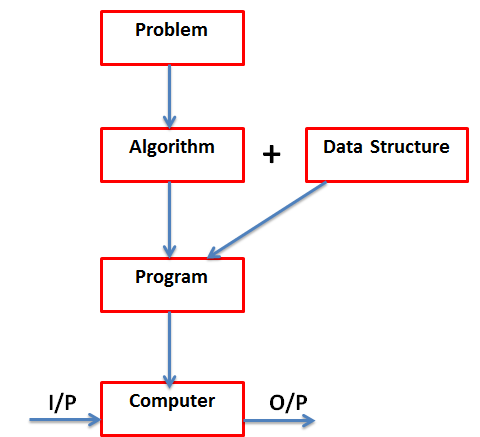 Problem
Algorithm + Data Structure
Program
I/P Computer O/P